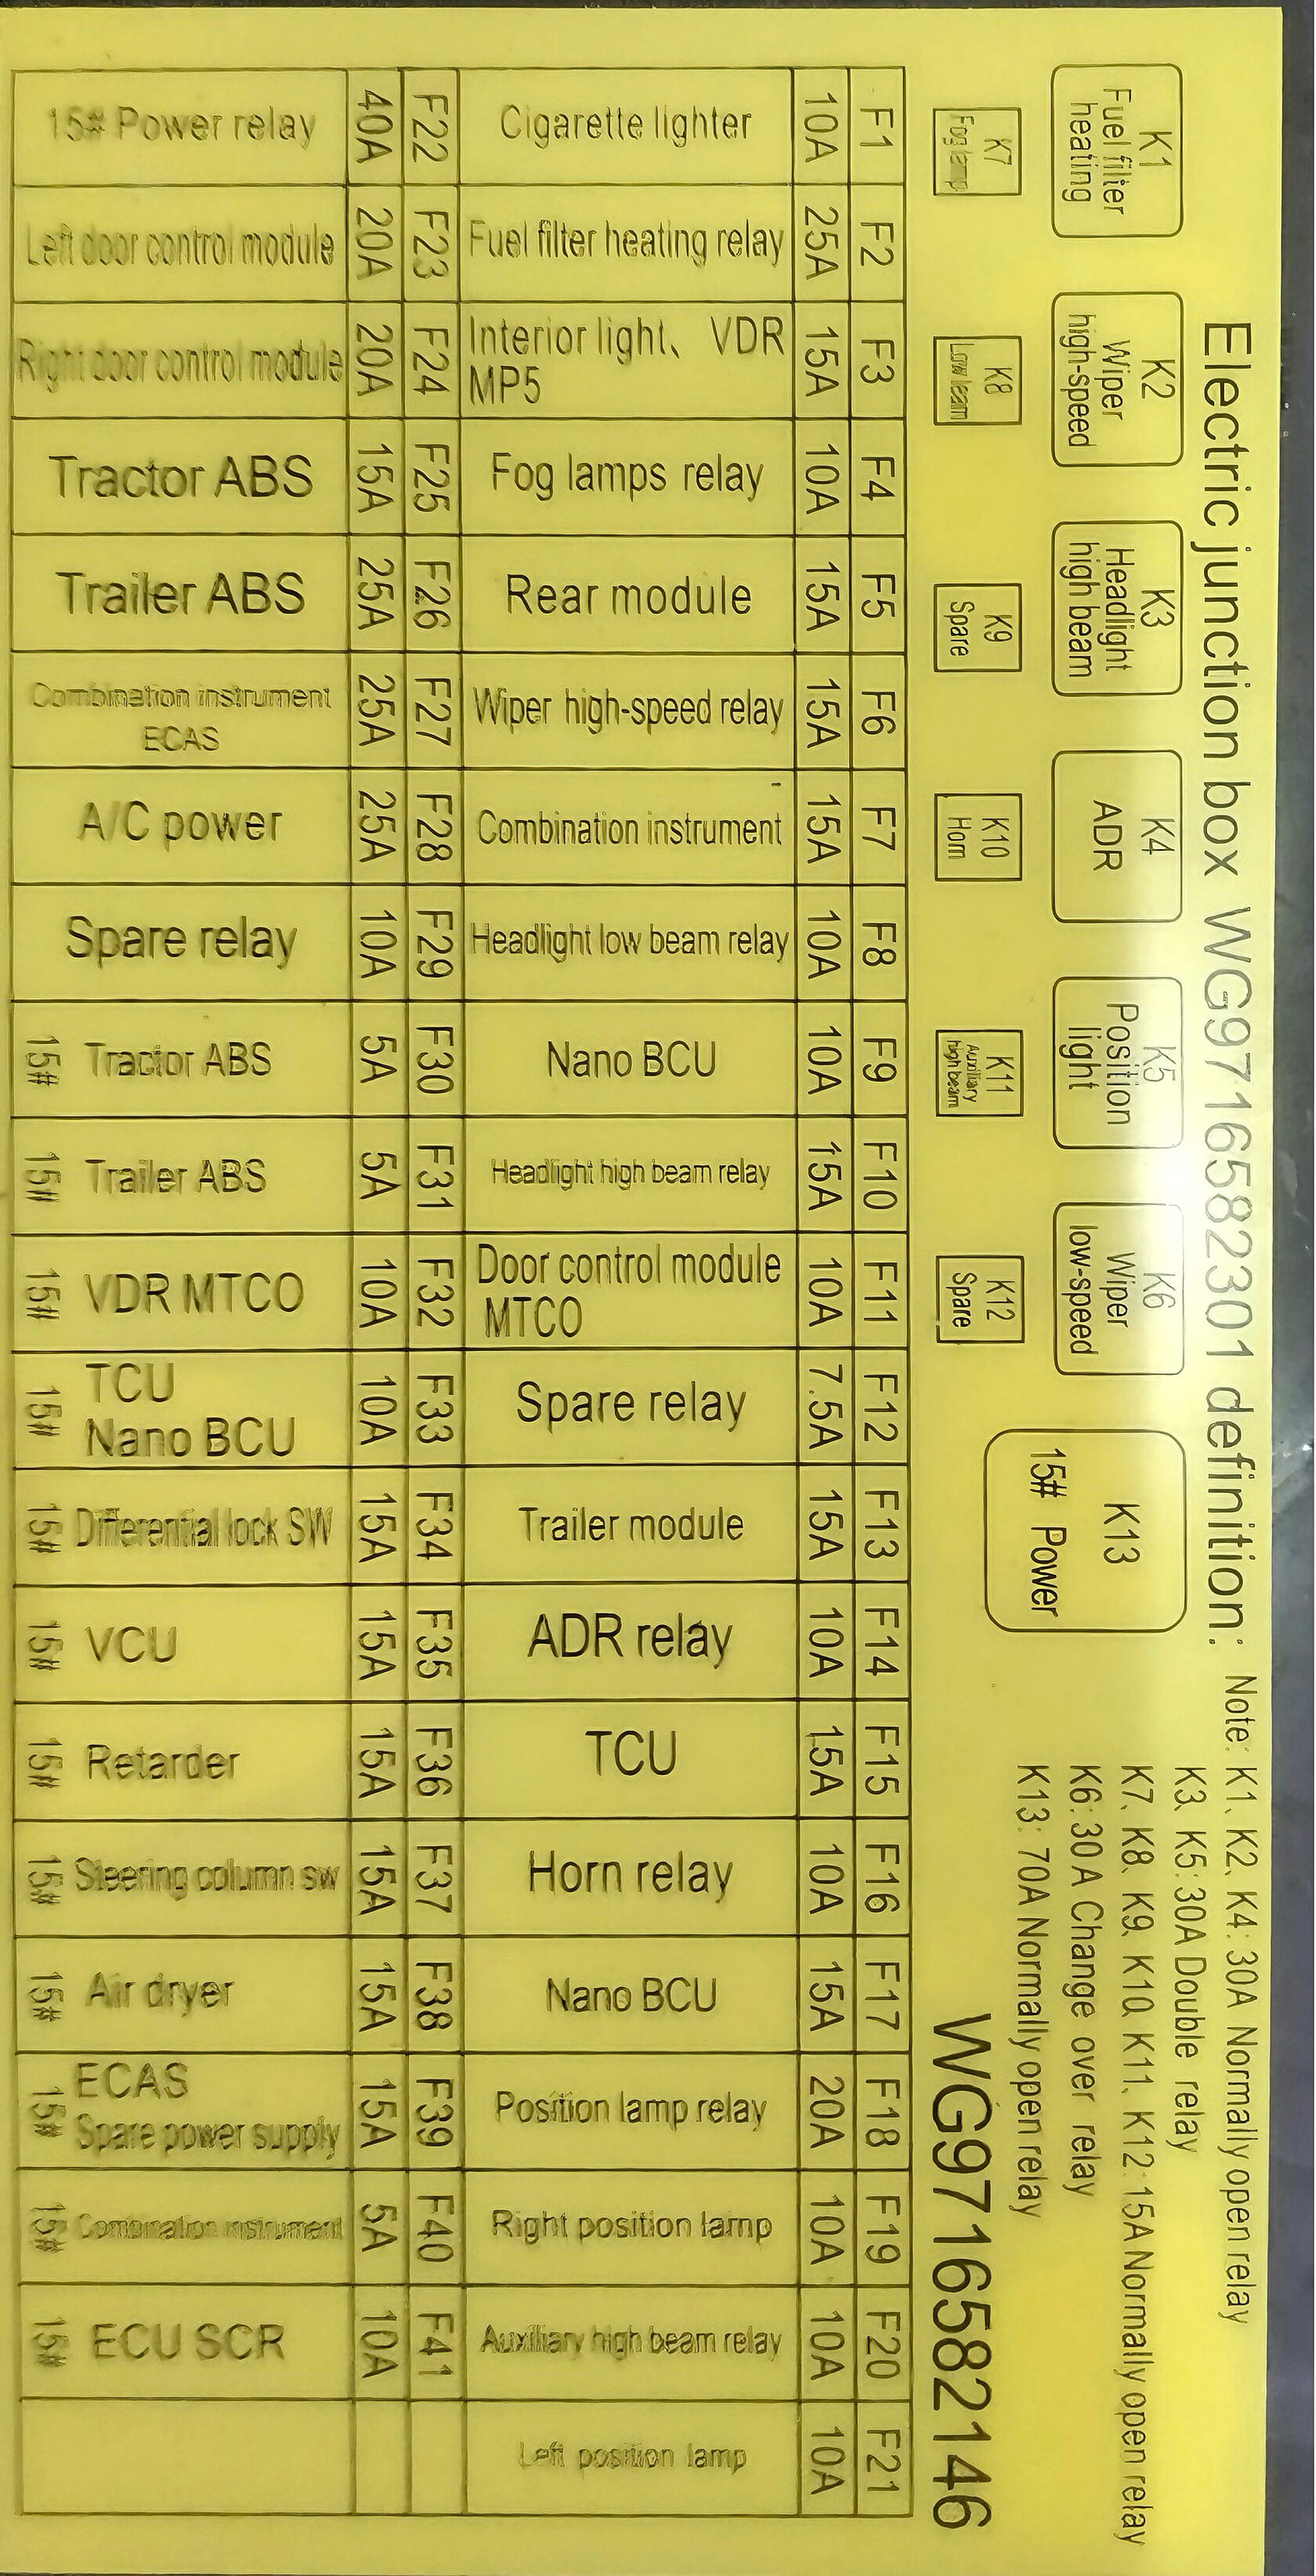 Electric junction box WG9716582301 definition:
Note: K1、K2、K4: 30A Normally open relay
K3、K5: 30A Double relay
K7、K8、K9、K10、K11、K12: 15A Normally open relay
K6: 30A Change over relay
K13: 70A Normally open relay
K1
Fuel filter
heating
K2
Wiper
high-speed
K3
Headlight
high beam
K4
ADR
K5
Position
light
K6
Wiper
low-speed
K13
15# Power
K7
Fog lamp
K8
Low beam
K9
Spare
K10
Horn
K11
Auxiliary
high beam
K12
Spare
WG9716582146
F1 10A Cigarette lighter
F2 25A Fuel filter heating relay
F3 15A Interior light、 VDR
MP5
F4 10A Fog lamps relay
F5 15A Rear module
F6 15A Wiper high-speed relay
F7 15A Combination instrument
F8 10A Headlight low beam relay
F9 10A Nano BCU
F10 15A Headlight high beam relay
F11 10A Door control module
MTCO
F12 7.5A Spare relay
F13 15A Trailer module
F14 10A ADR relay
F15 15A TCU
F16 10A Horn relay
F17 15A Nano BCU
F18 20A Position lamp relay
F19 10A Right position lamp
F20 10A Auxiliary high beam relay
F21 10A Left position lamp
F22 40A 15# Power relay
F23 20A Left door control module
F24 20A Right door control module
F25 15A Tractor ABS
F26 25A Trailer ABS
F27 25A Combination instrument
ECAS
F28 25A A/C power
F29 10A Spare relay
F30 5A Tractor ABS 15#
F31 5A Trailer ABS 15#
F32 10A VDR MTCO 15#
F33 10A TCU
Nano BCU 15#
F34 15A Differential lock SW 15#
F35 15A VCU 15#
F36 15A Retarder 15#
F37 15A Steering column sw 15#
F38 15A Air dryer 15#
F39 15A ECAS
Spare power supply 15#
F40 5A Combination instrument 15#
F41 10A ECU SCR 15#